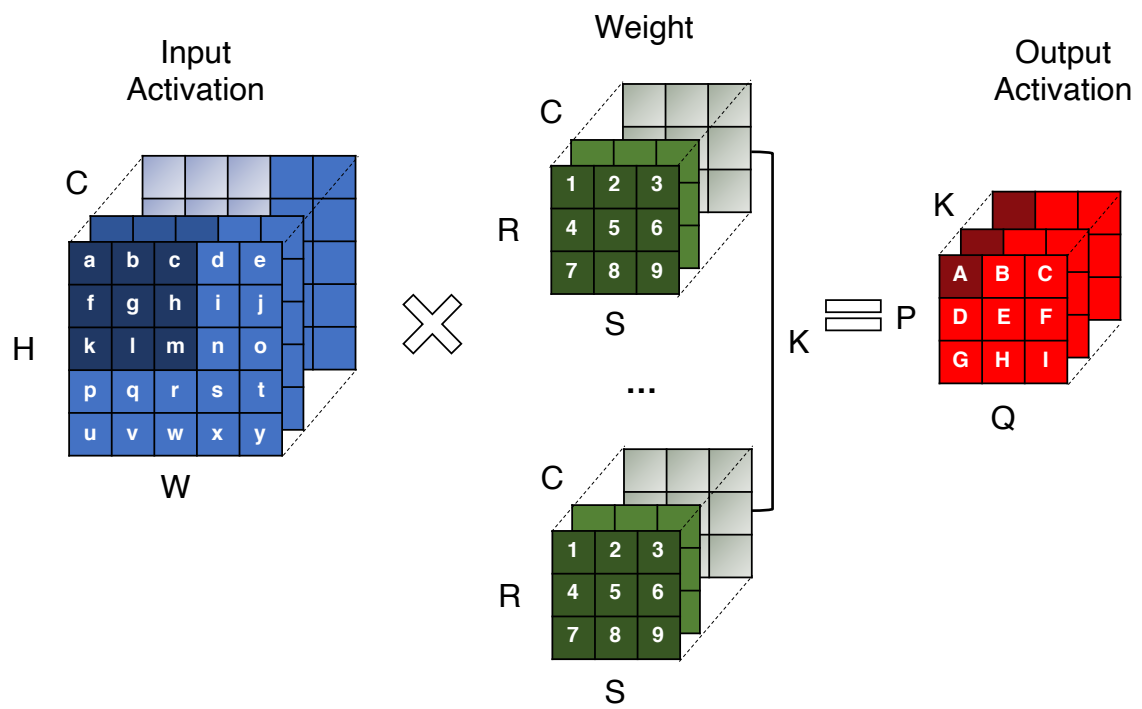 Input
Activation
C
a b c d e
f g h i j
k l m n o
p q r s t
u v w x y
H
W
Weight
C
1 2 3
4 5 6
7 8 9
R
S
...
K
C
1 2 3
4 5 6
7 8 9
R
S
Output
Activation
K
A B C
D E F
G H I
P
Q